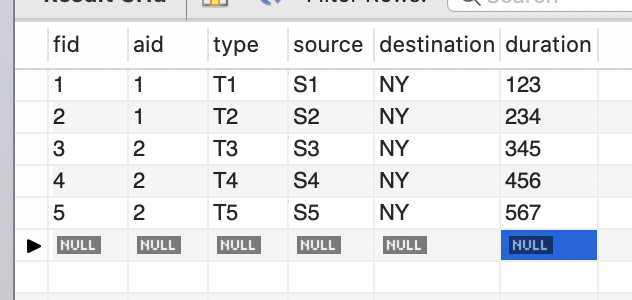 Result Grid Filter Rows: Search
fid aid type source destination duration
1 1 T1 S1 NY 123
2 1 T2 S2 NY 234
3 2 T3 S3 NY 345
4 2 T4 S4 NY 456
5 2 T5 S5 NY 567
NULL NULL NULL NULL NULL NULL